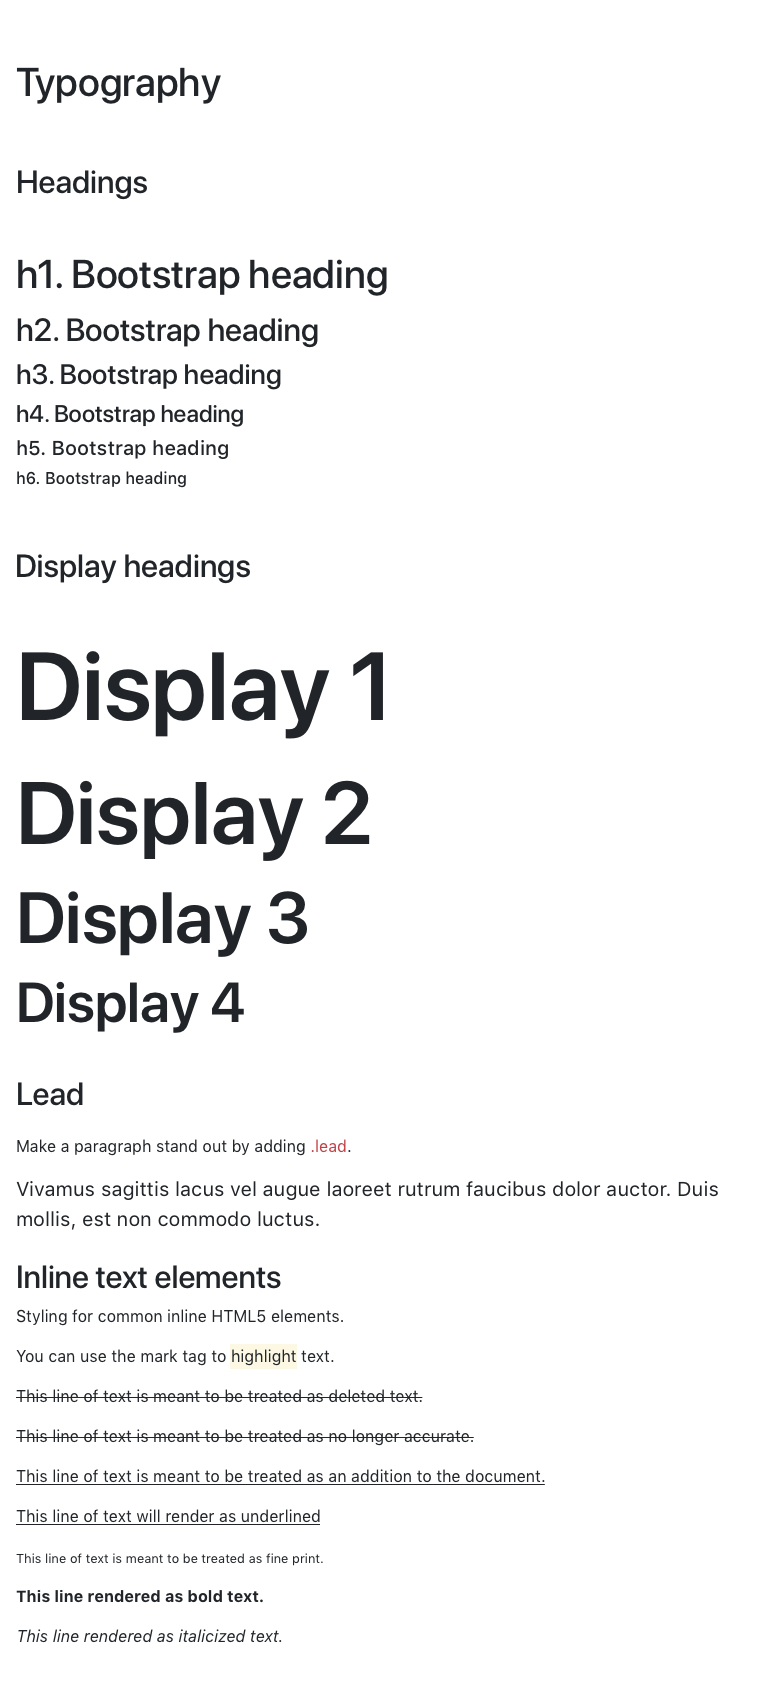 Typography
Headings
h1. Bootstrap heading
h2. Bootstrap heading
h3. Bootstrap heading
h4. Bootstrap heading
h5. Bootstrap heading
h6. Bootstrap heading
Display headings
Display 1
Display 2
Display 3
Display 4
Lead
Make a paragraph stand out by adding .lead.
Vivamus sagittis lacus vel augue laoreet rutrum faucibus dolor auctor. Duis
mollis, est non commodo luctus.
Inline text elements
Styling for common inline HTML5 elements.
You can use the mark tag to highlight text.
This line of text is meant to be treated as deleted text.
This line of text is meant to be treated as no longer accurate.
This line of text is meant to be treated as an addition to the document.
This line of text will render as underlined
This line of text is meant to be treated as fine print.
This line rendered as bold text.
This line rendered as italicized text.